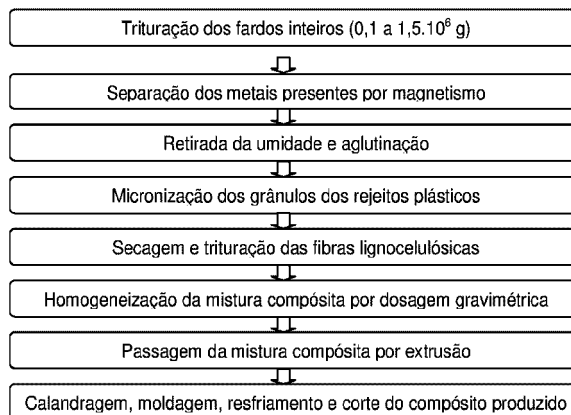 Trituração dos fardos inteiros (0,1 a 1,5.10⁶ g)
Separação dos metais presentes por magnetismo
Retirada da umidade e aglutinação
Micronização dos grânulos dos rejeitos plásticos
Secagem e trituração das fibras lignocelulósicas
Homogeneização da mistura compósita por dosagem gravimétrica
Passagem da mistura compósita por extrusão
Calandragem, moldagem, resfriamento e corte do compósito produzido